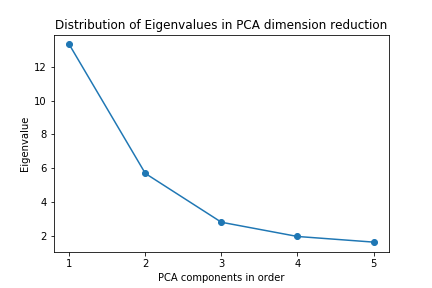 Distribution of Eigenvalues in PCA dimension reduction
12
10
8
6
4
2
Eigenvalue
1 2 3 4 5
PCA components in order